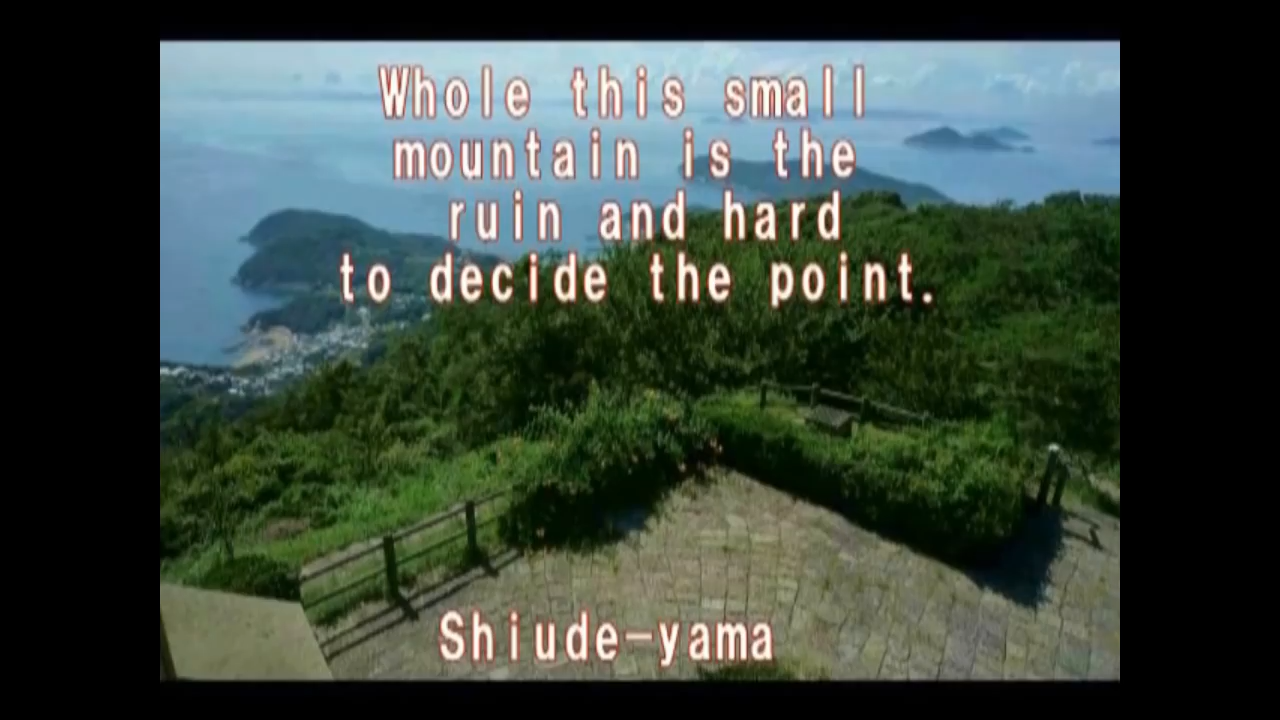 Whole this small
mountain is the
ruin and hard
to decide the point.
Shiude-yama